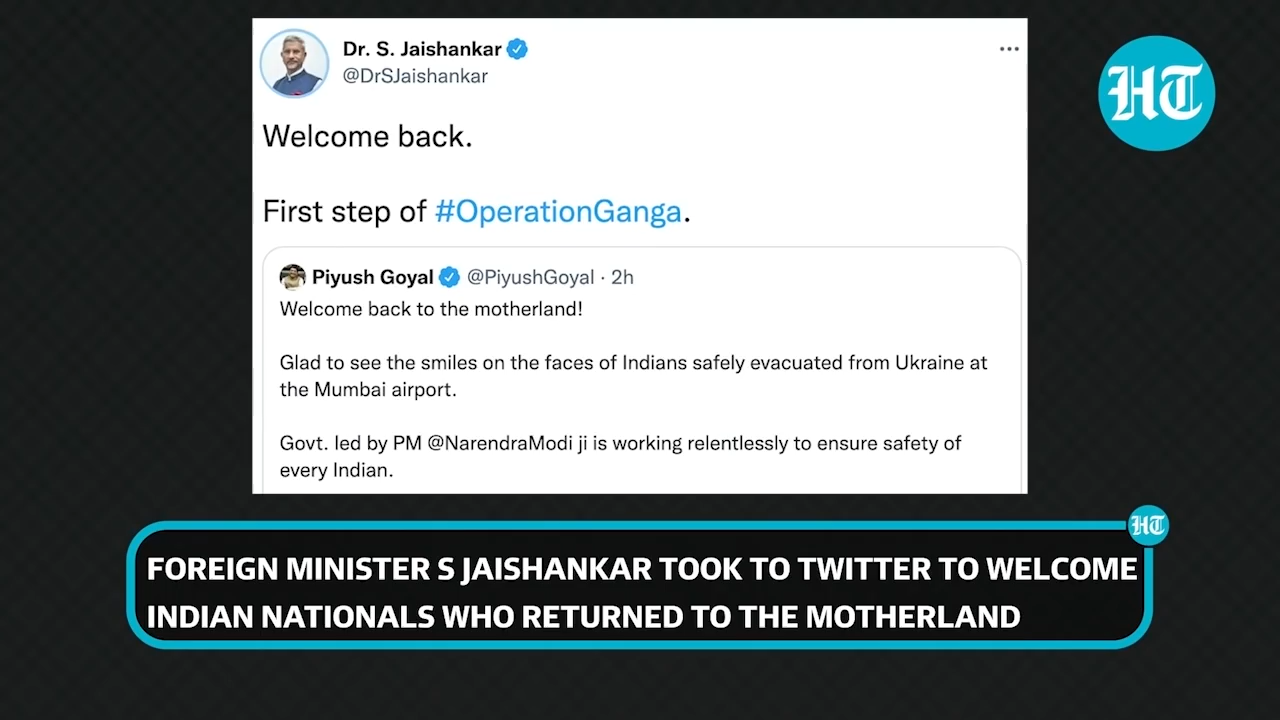 Dr. S. Jaishankar
@DrSJaishankar
HT
Welcome back.
First step of #OperationGanga.
Piyush Goyal @PiyushGoyal · 2h
Welcome back to the motherland!
Glad to see the smiles on the faces of Indians safely evacuated from Ukraine at
the Mumbai airport.
Govt. led by PM @NarendraModi ji is working relentlessly to ensure safety of
every Indian.
HT
FOREIGN MINISTER S JAISHANKAR TOOK TO TWITTER TO WELCOME
INDIAN NATIONALS WHO RETURNED TO THE MOTHERLAND